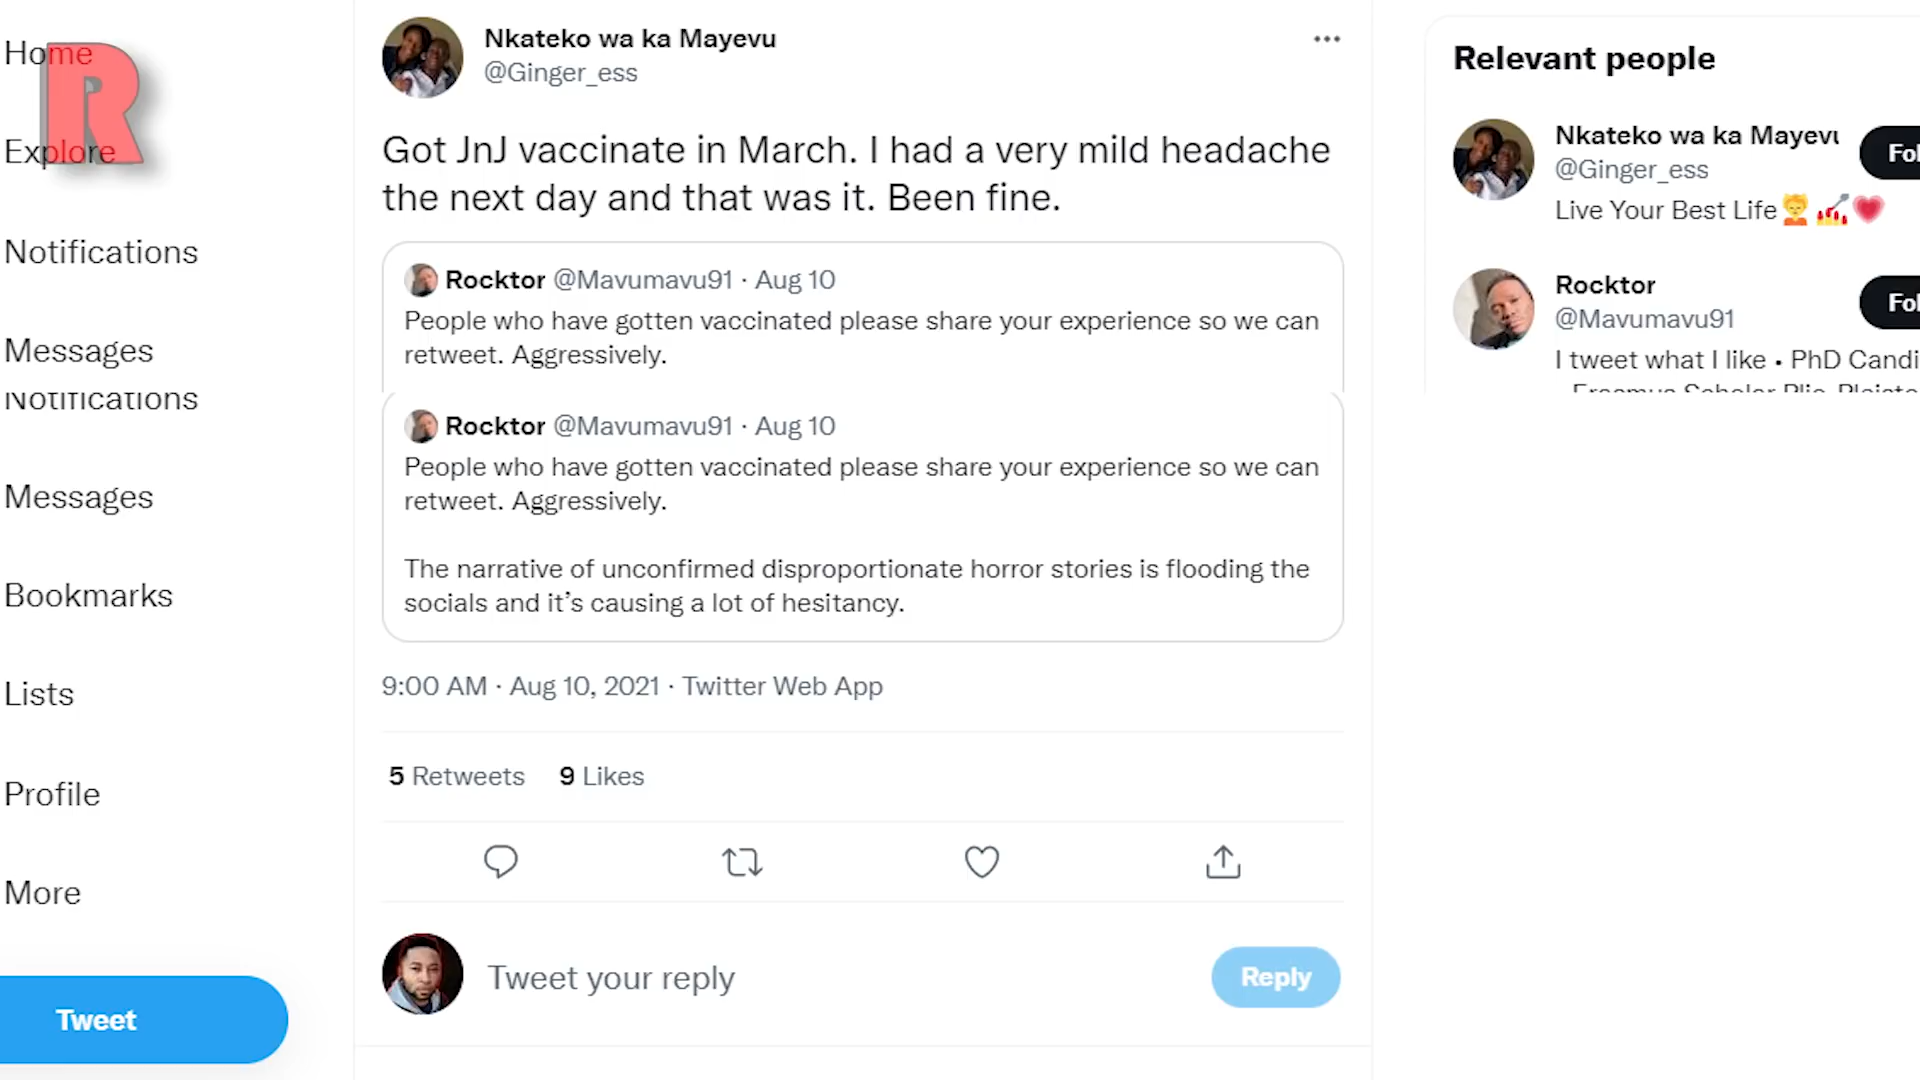 Home
R
Explore
Notifications
Messages
Notifications
Messages
Bookmarks
Lists
Profile
More
Tweet
Nkateko wa ka Mayevu
@Ginger_ess
Got JnJ vaccinate in March. I had a very mild headache
the next day and that was it. Been fine.
Rocktor @Mavumavu91 · Aug 10
People who have gotten vaccinated please share your experience so we can
retweet. Aggressively.
Rocktor @Mavumavu91 · Aug 10
People who have gotten vaccinated please share your experience so we can
retweet. Aggressively.
The narrative of unconfirmed disproportionate horror stories is flooding the
socials and it’s causing a lot of hesitancy.
9:00 AM · Aug 10, 2021 · Twitter Web App
5 Retweets 9 Likes
Tweet your reply
Reply
Relevant people
Nkateko wa ka Mayevu
@Ginger_ess
Fol
Live Your Best Life
Rocktor
@Mavumavu91
Fol
I tweet what I like • PhD Candi
Erasmus Scholar